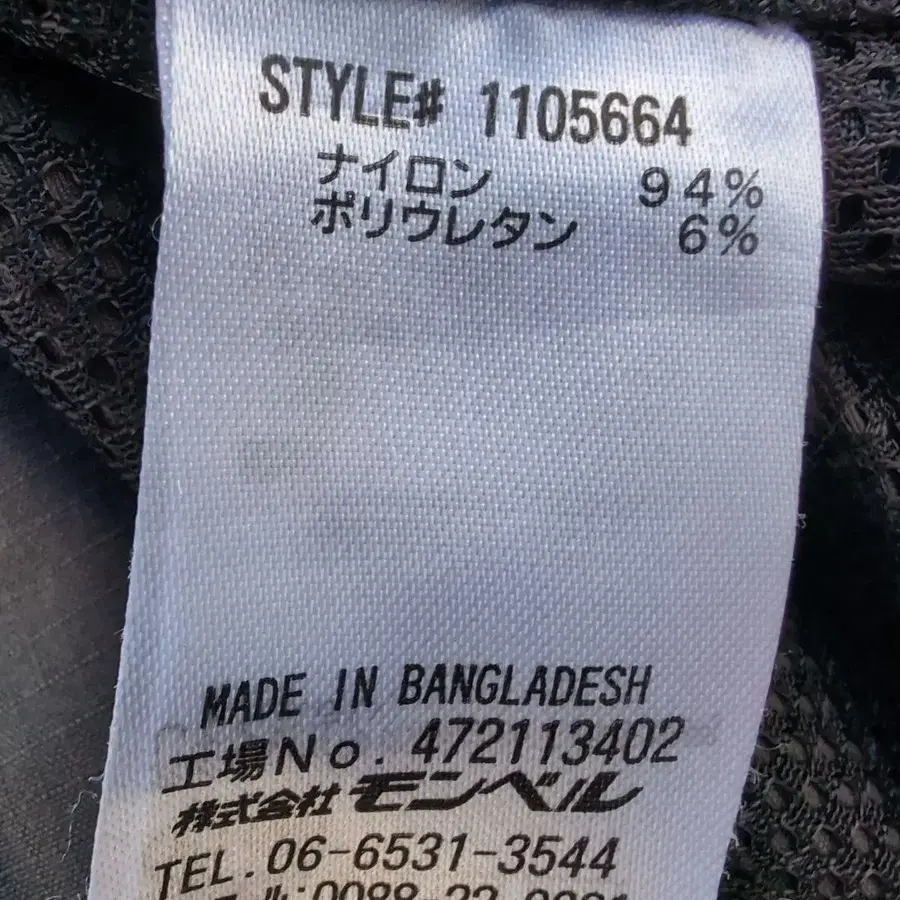 STYLE# 1105664
ナイロン 94%
ポリウレタン 6%
MADE IN BANGLADESH
工場No. 472113402
株式会社モンベル
TEL. 06-6531-3544